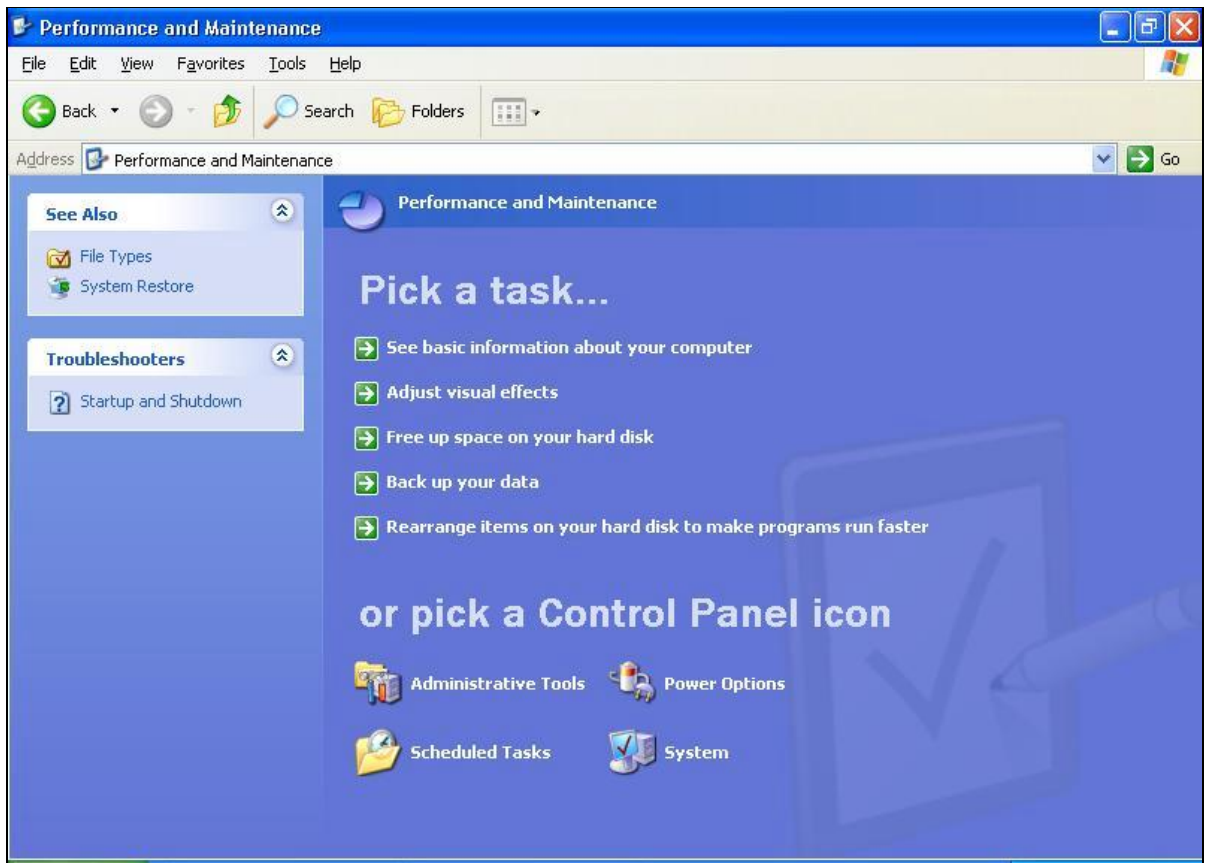 Performance and Maintenance
File Edit View Favorites Tools Help
Back Search Folders
Address Performance and Maintenance Go
See Also
File Types
System Restore
Troubleshooters
Startup and Shutdown
Performance and Maintenance
Pick a task...
See basic information about your computer
Adjust visual effects
Free up space on your hard disk
Back up your data
Rearrange items on your hard disk to make programs run faster
or pick a Control Panel icon
Administrative Tools Power Options
Scheduled Tasks System